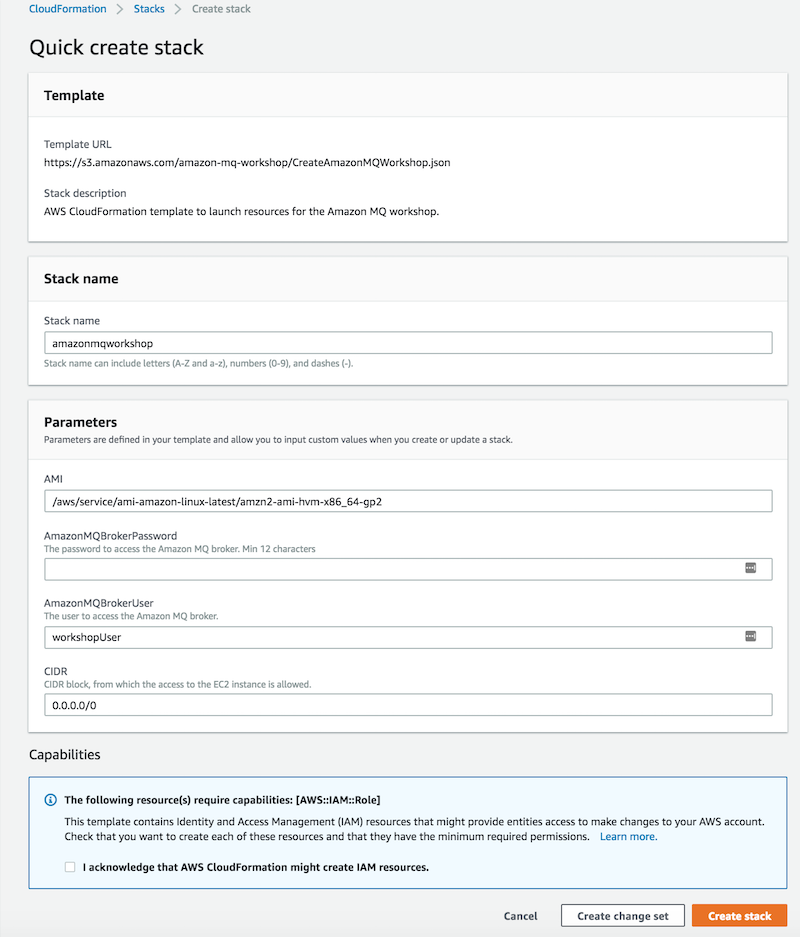 CloudFormation > Stacks > Create stack
Quick create stack
Template
Template URL
https://s3.amazonaws.com/amazon-mq-workshop/CreateAmazonMQWorkshop.json
Stack description
AWS CloudFormation template to launch resources for the Amazon MQ workshop.
Stack name
Stack name
amazonmqworkshop
Stack name can include letters (A-Z and a-z), numbers (0-9), and dashes (-).
Parameters
Parameters are defined in your template and allow you to input custom values when you create or update a stack.
AMI
/aws/service/ami-amazon-linux-latest/amzn2-ami-hvm-x86_64-gp2
AmazonMQBrokerPassword
The password to access the Amazon MQ broker. Min 12 characters
AmazonMQBrokerUser
The user to access the Amazon MQ broker.
workshopUser
CIDR
CIDR block, from which the access to the EC2 instance is allowed.
0.0.0.0/0
Capabilities
The following resource(s) require capabilities: [AWS::IAM::Role]
This template contains Identity and Access Management (IAM) resources that might provide entities access to make changes to your AWS account.
Check that you want to create each of these resources and that they have the minimum required permissions. Learn more.
I acknowledge that AWS CloudFormation might create IAM resources.
Cancel Create change set Create stack